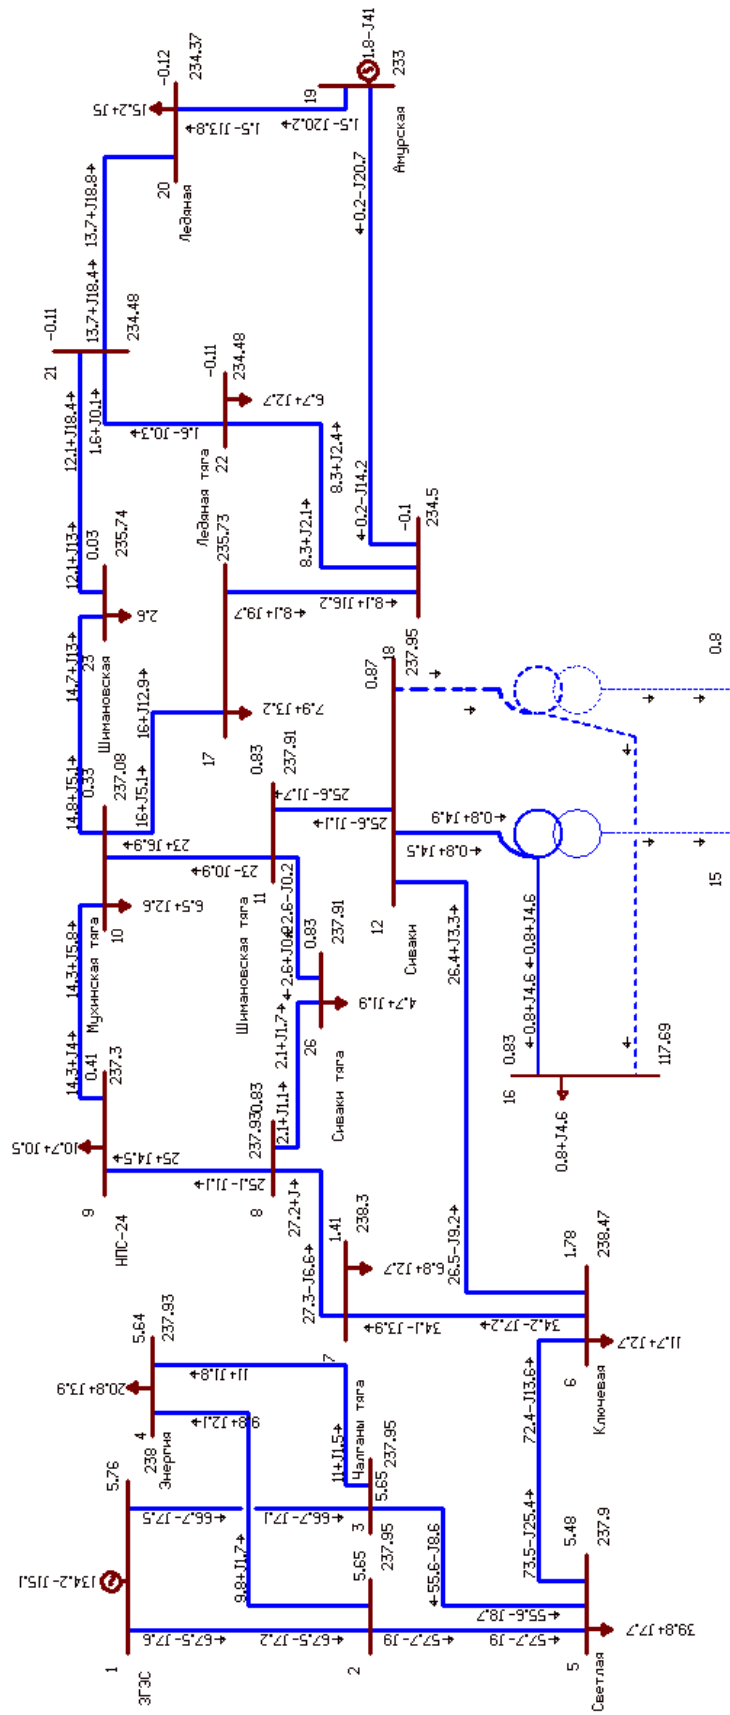 1
ЭГЭС
134.2-J15.1
5.76
238
4
Энергия
20.8+J3.9
5.64
237.93
←67.5-J7.6
←66.7-J7.5
9.8+J1.7→
9.8+J2.1→
11+J1.8→
11+J1.5→
←67.5-J7.2
←66.7-J7.1
2
5.65
237.95
3
Чалганы тяга
5.65
237.95
←57.7-J9
←57.7-J9
←55.6-J8.6
←55.6-J8.7
5
Светлая
5.48
237.9
39.8+J7.7
73.5-J25.4→
72.4-J13.6→
6
Ключевая
1.78
238.47
11.7+J2.7
34.2-J7.2→
34.1-J3.9→
7
1.41
238.3
6.8+J2.7
27.3-J6.6→
27.2+J→
26.5-J9.2→
26.4+J3.3→
8
237.93
0.83
25.1-J1.1→
25+J4.5→
9
НПС-24
10.7+J0.5
0.41
237.3
14.3+J4→
14.3+J5.8→
2.1+J1.1→
2.1+J1.7→
26
Сиваки тяга
0.83
237.91
4.7+J1.9
11
Шимановская тяга
0.83
237.91
23-J0.9→
23+J6.9→
25.6-J1.7→
25.6-J1.1→
10
Мухинская тяга
0.33
237.08
6.5+J2.6
14.8+J5.1→
14.7+J13→
16+J5.1→
16+J12.9→
12
Сиваки
0.87
237.95
←0.8+J4.5
←0.8+J4.9
←0.8+J4.6
←0.8+J4.6
16
0.83
117.69
0.8+J4.6
15
0.8
23
Шимановская
0.03
235.74
2.6
12.1+J13→
12.1+J18.4→
17
235.73
7.9+J3.2
←8.1+J9.7
←8.1+J16.2
18
-0.1
234.5
8.3+J2.1→
8.3+J2.4→
22
Ледяная тяга
-0.11
234.48
6.7+J2.7
1.6-J0.3→
1.6+J0.1→
21
-0.11
234.48
13.7+J18.4→
13.7+J18.8→
20
Ледяная
-0.12
234.37
15.2+J5
1.5-J13.8→
1.5-J20.2→
19
Амурская
1.8-J41
233
←0.2-J14.2
←0.2-J20.7